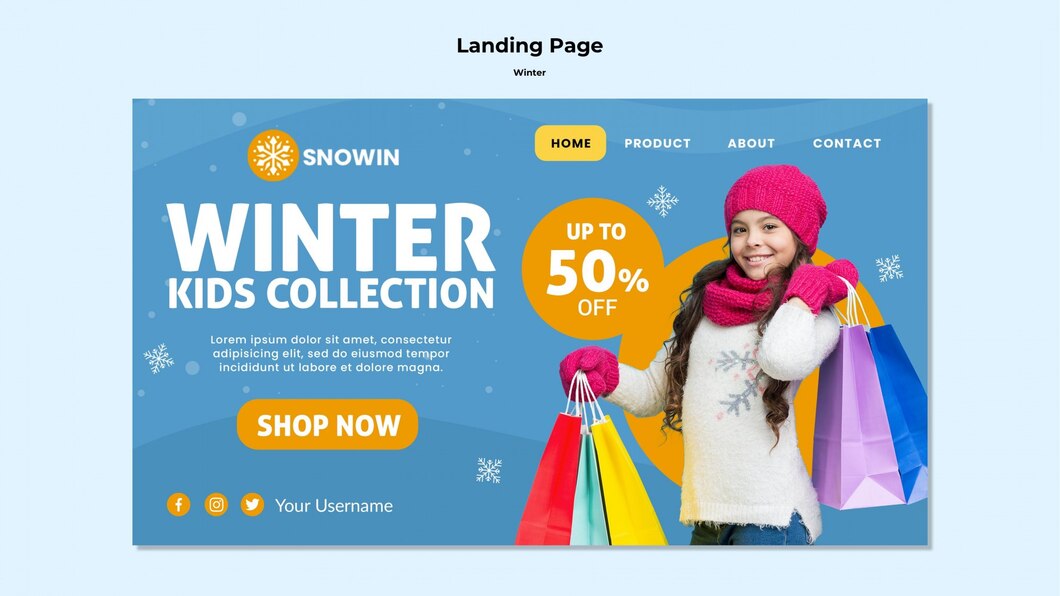 Landing Page
Winter
SNOWIN
HOME PRODUCT ABOUT CONTACT
WINTER
KIDS COLLECTION
UP TO
50%
OFF
Lorem ipsum dolor sit amet, consectetur
adipisicing elit, sed do eiusmod tempor
incididunt ut labore et dolore magna.
SHOP NOW
Your Username